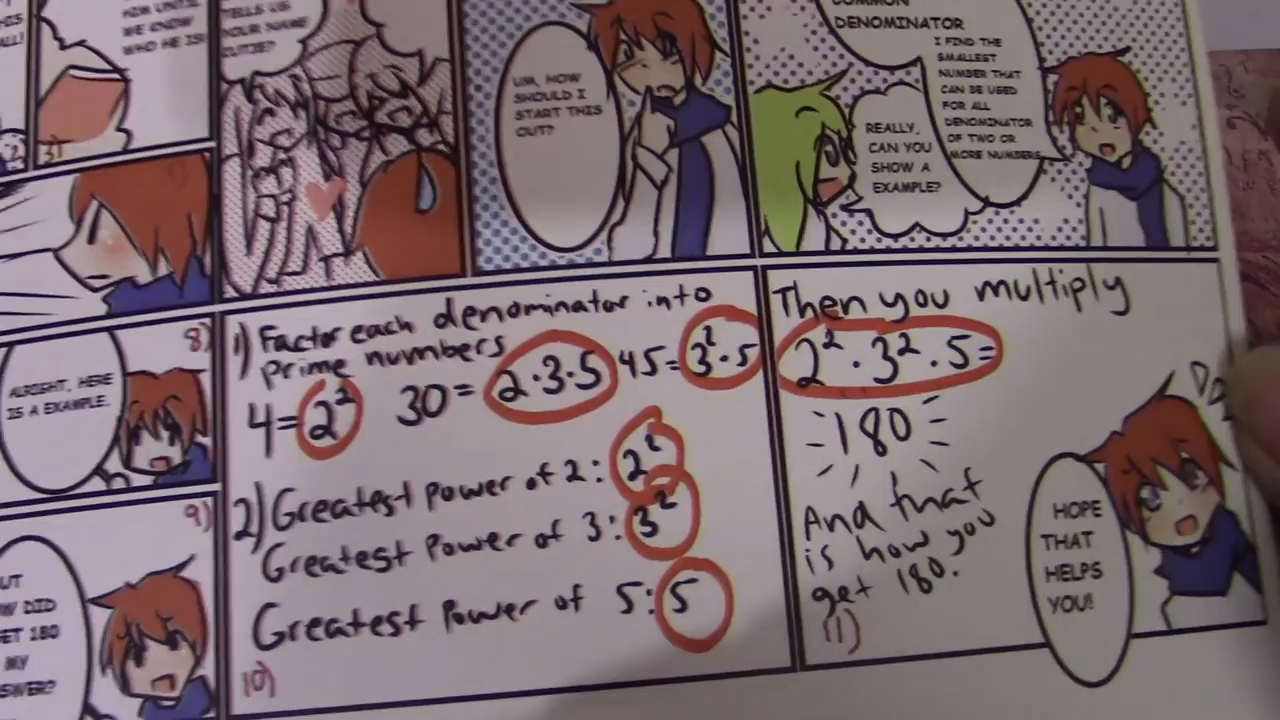 HIM UNTIL
WE KNOW
WHO HE IS!
TELLS US
YOUR NAME
CUTIE?
UM, HOW
SHOULD I
START THIS
OUT?
COMMON
DENOMINATOR
I FIND THE
SMALLEST
NUMBER THAT
CAN BE USED
FOR ALL
DENOMINATOR
OF TWO OR
MORE NUMBERS
REALLY,
CAN YOU
SHOW A
EXAMPLE?
8)
ALRIGHT, HERE
IS A EXAMPLE.
9)
DID
180
MY
1) Factor each denominator into
prime numbers
4=2² 30=2·3·5 45=3²·5
2) Greatest power of 2: 2²
Greatest Power of 3: 3²
Greatest Power of 5: 5
10)
Then you multiply
2²·3²·5=
180
And that
is how you
get 180.
11)
HOPE
THAT
HELPS
YOU!